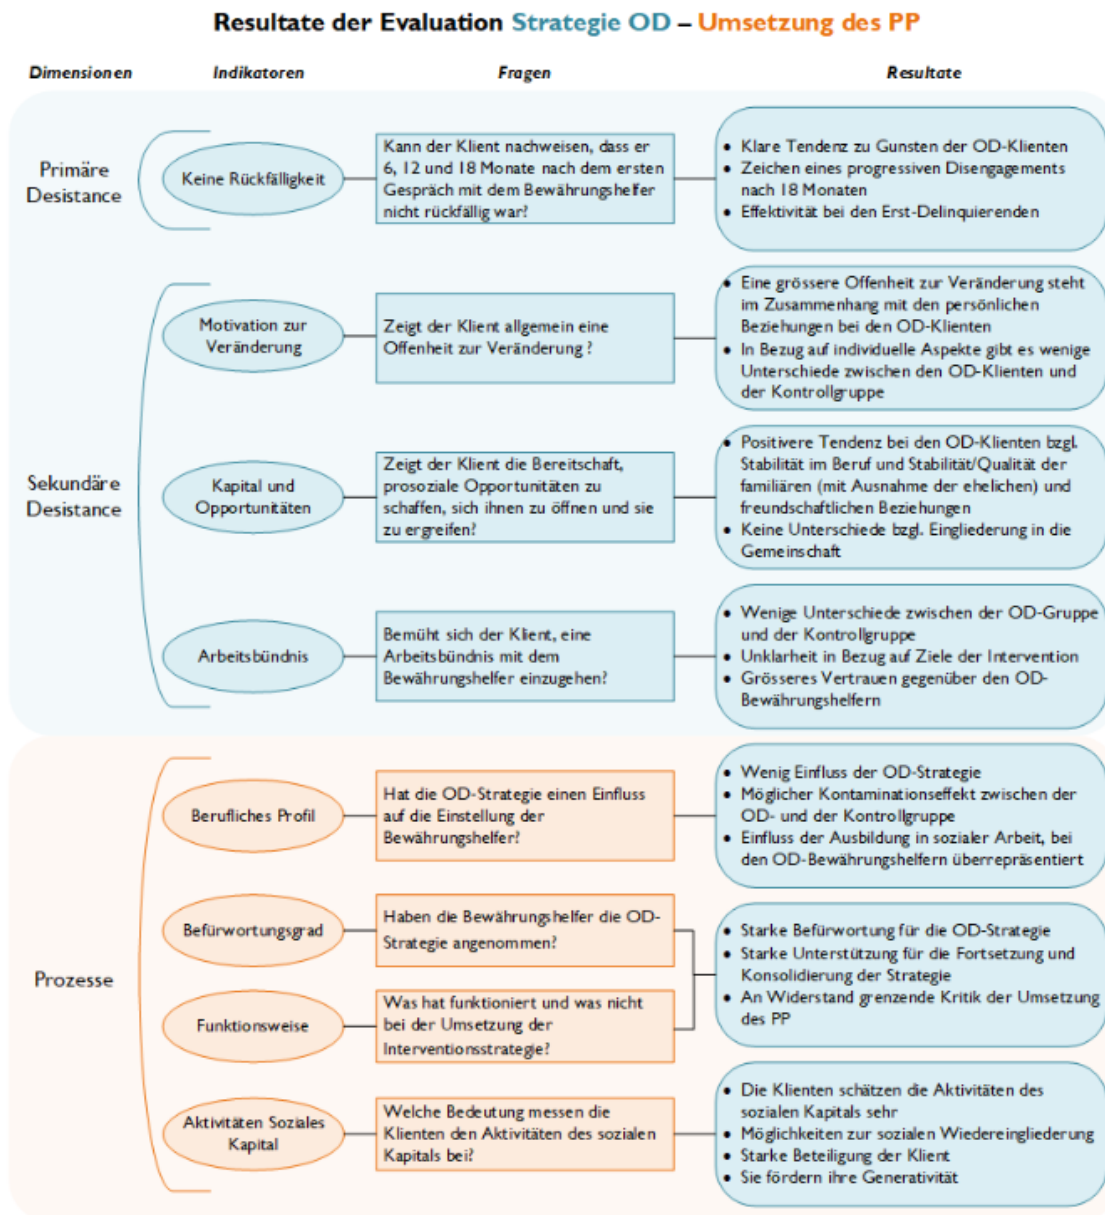 Resultate der Evaluation Strategie OD – Umsetzung des PP
Dimensionen Indikatoren Fragen Resultate
Primäre
Desistance
Keine Rückfälligkeit
Kann der Klient nachweisen, dass er
6, 12 und 18 Monate nach dem ersten
Gespräch mit dem Bewährungshelfer
nicht rückfällig war?
• Klare Tendenz zu Gunsten der OD-Klienten
• Zeichen eines progressiven Disengagements
nach 18 Monaten
• Effektivität bei den Erst-Delinquierenden
Sekundäre
Desistance
Motivation zur
Veränderung
Zeigt der Klient allgemein eine
Offenheit zur Veränderung ?
• Eine grössere Offenheit zur Veränderung steht
im Zusammenhang mit den persönlichen
Beziehungen bei den OD-Klienten
• In Bezug auf individuelle Aspekte gibt es wenige
Unterschiede zwischen den OD-Klienten und
der Kontrollgruppe
Kapital und
Opportunitäten
Zeigt der Klient die Bereitschaft,
prosoziale Opportunitäten zu
schaffen, sich ihnen zu öffnen und sie
zu ergreifen?
• Positivere Tendenz bei den OD-Klienten bzgl.
Stabilität im Beruf und Stabilität/Qualität der
familiären (mit Ausnahme der ehelichen) und
freundschaftlichen Beziehungen
• Keine Unterschiede bzgl. Eingliederung in die
Gemeinschaft
Arbeitsbündnis
Bemüht sich der Klient, eine
Arbeitsbündnis mit dem
Bewährungshelfer einzugehen?
• Wenige Unterschiede zwischen der OD-Gruppe
und der Kontrollgruppe
• Unklarheit in Bezug auf Ziele der Intervention
• Grösseres Vertrauen gegenüber den OD-
Bewährungshelfern
Prozesse
Berufliches Profil
Hat die OD-Strategie einen Einfluss
auf die Einstellung der
Bewährungshelfer?
• Wenig Einfluss der OD-Strategie
• Möglicher Kontaminationseffekt zwischen der
OD- und der Kontrollgruppe
• Einfluss der Ausbildung in sozialer Arbeit, bei
den OD-Bewährungshelfern überrepräsentiert
Befürwortungsgrad
Haben die Bewährungshelfer die OD-
Strategie angenommen?
Funktionsweise
Was hat funktioniert und was nicht
bei der Umsetzung der
Interventionsstrategie?
• Starke Befürwortung für die OD-Strategie
• Starke Unterstützung für die Fortsetzung und
Konsolidierung der Strategie
• An Widerstand grenzende Kritik der Umsetzung
des PP
Aktivitäten Soziales
Kapital
Welche Bedeutung messen die
Klienten den Aktivitäten des sozialen
Kapitals bei?
• Die Klienten schätzen die Aktivitäten des
sozialen Kapitals sehr
• Möglichkeiten zur sozialen Wiedereingliederung
• Starke Beteiligung der Klient
• Sie fördern ihre Generativität